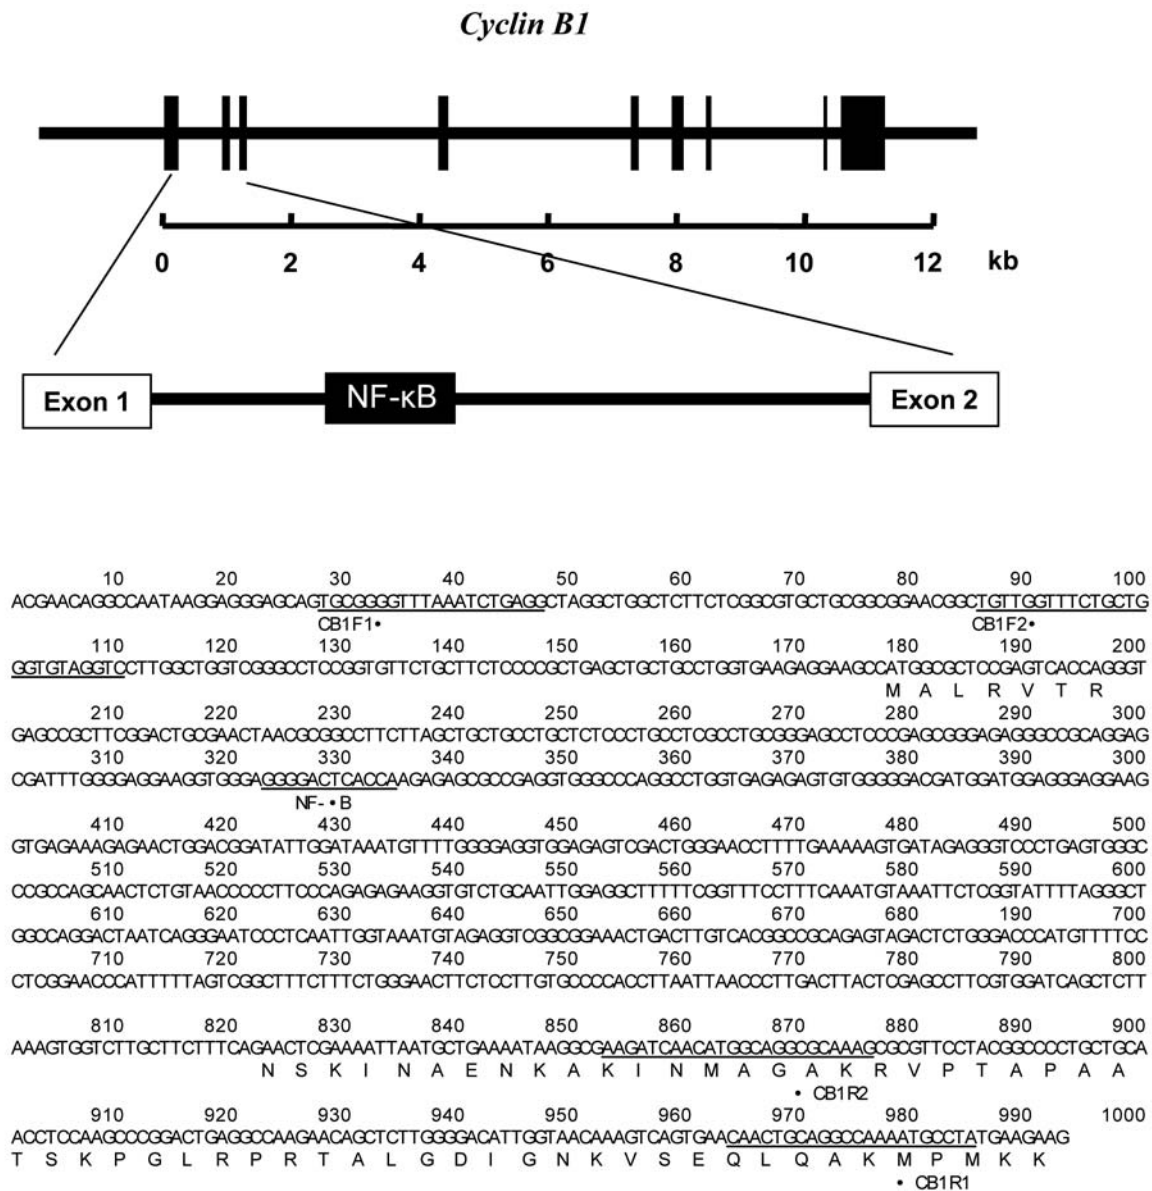 Cyclin B1
0 2 4 6 8 10 12 kb
Exon 1 NF-κB Exon 2
10 20 30 40 50 60 70 80 90 100
ACGAACAGGCCAATAAGGAGGGAGCAGTGCGGGGTTTAAATCTGAGGCTAGGCTGGCTCTTCTCGGCGTGCTGCGGCGGAACGGCTGTTGGTTTCTGCTG
CB1F1• CB1F2•
110 120 130 140 150 160 170 180 190 200
GGTGTAGGTCCTTGGCTGGTCGGGCCTCCGGTGTTCTGCTTCTCCCCGCTGAGCTGCTGCCTGGTGAAGAGGAAGCCATGGCGCTCCGAGTCACCAGGGT
M A L R V T R
210 220 230 240 250 260 270 280 290 300
GAGCCGCTTCGGACTGCGAACTAACGCGGCCTTCTTAGCTGCTGCCTGCTCTCCCTGCCTCGCCTGCGGGAGCCTCCCGAGCGGGAGAGGGCCGCAGGAG
310 320 330 340 350 360 370 380 390 300
CGATTTGGGGAGGAAGGTGGGAGGGGACTCACCAAGAGAGCGCCGAGGTGGGCCCAGGCCTGGTGAGAGAGTGTGGGGGACGATGGATGGAGGGAGGAAG
NF-•B
410 420 430 440 450 460 470 480 490 500
GTGAGAAAGAGAACTGGACGGATATTGGATAAATGTTTTGGGGAGGTGGAGAGTCGACTGGGAACCTTTTGAAAAAGTGATAGAGGGTCCCTGAGTGGGC
510 520 530 540 550 560 570 580 590 600
CCGCCAGCAACTCTGTAACCCCCTTCCCAGAGAGAAGGTGTCTGCAATTGGAGGCTTTTTCGGTTTCCTTTCAAATGTAAATTCTCGGTATTTTAGGGCT
610 620 630 640 650 660 670 680 190 700
GGCCAGGACTAATCAGGGAATCCCTCAATTGGTAAATGTAGAGGTCGGCGGAAACTGACTTGTCACGGCCGCAGAGTAGACTCTGGGACCCATGTTTTCC
710 720 730 740 750 760 770 780 790 800
CTCGGAACCCATTTTTAGTCGGCTTTCTTTCTGGGAACTTCTCCTTGTGCCCCACCTTAATTAACCCTTGACTTACTCGAGCCTTCGTGGATCAGCTCTT
810 820 830 840 850 860 870 880 890 900
AAAGTGGTCTTGCTTCTTTCAGAACTCGAAAATTAATGCTGAAAATAAGGCGAAGATCAACATGGCAGGCGCAAAGCGCGTTCCTACGGCCCCTGCTGCA
N S K I N A E N K A K I N M A G A K R V P T A P A A
• CB1R2
910 920 930 940 950 960 970 980 990 1000
ACCTCCAAGCCCGGACTGAGGCCAAGAACAGCTCTTGGGGACATTGGTAACAAAGTCAGTGAACAACTGCAGGCCAAAATGCCTATGAAGAAG
T S K P G L R P R T A L G D I G N K V S E Q L Q A K M P M K K
• CB1R1